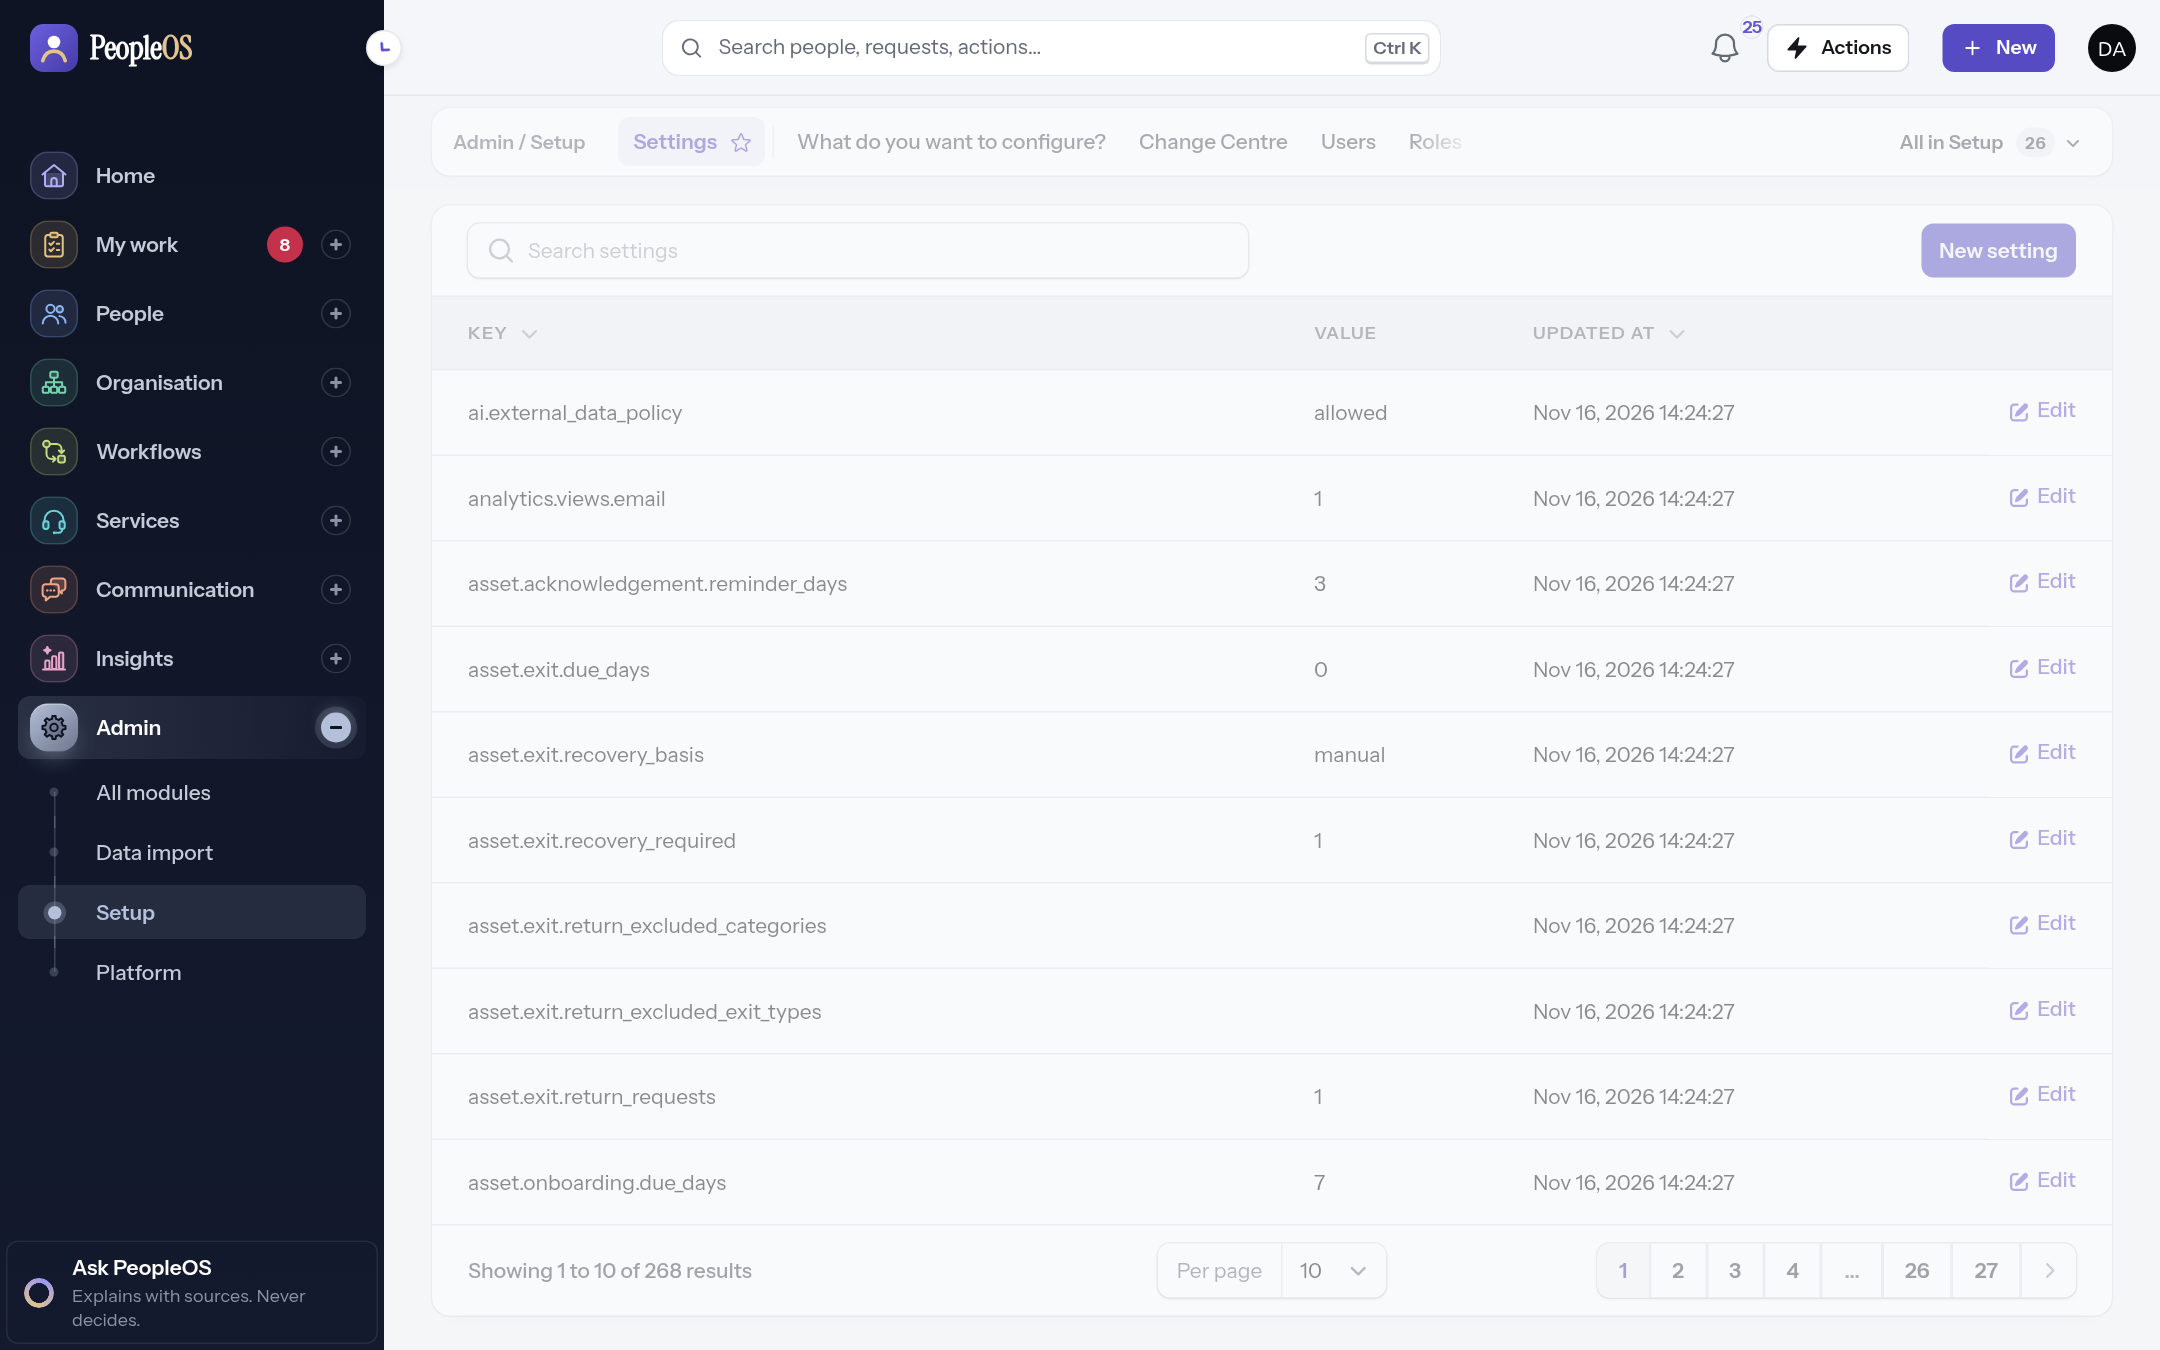 PeopleOS
Search people, requests, actions...
Ctrl K
25
Actions
New
DA
Home
My work
8
People
Organisation
Workflows
Services
Communication
Insights
Admin
All modules
Data import
Setup
Platform
Ask PeopleOS
Explains with sources. Never
decides.
Admin / Setup
Settings
What do you want to configure?
Change Centre
Users
Roles
All in Setup
26
Search settings
New setting
KEY
VALUE
UPDATED AT
ai.external_data_policy
allowed
Nov 16, 2026 14:24:27
Edit
analytics.views.email
1
Nov 16, 2026 14:24:27
Edit
asset.acknowledgement.reminder_days
3
Nov 16, 2026 14:24:27
Edit
asset.exit.due_days
0
Nov 16, 2026 14:24:27
Edit
asset.exit.recovery_basis
manual
Nov 16, 2026 14:24:27
Edit
asset.exit.recovery_required
1
Nov 16, 2026 14:24:27
Edit
asset.exit.return_excluded_categories
Nov 16, 2026 14:24:27
Edit
asset.exit.return_excluded_exit_types
Nov 16, 2026 14:24:27
Edit
asset.exit.return_requests
1
Nov 16, 2026 14:24:27
Edit
asset.onboarding.due_days
7
Nov 16, 2026 14:24:27
Edit
Showing 1 to 10 of 268 results
Per page
10
1
2
3
4
...
26
27